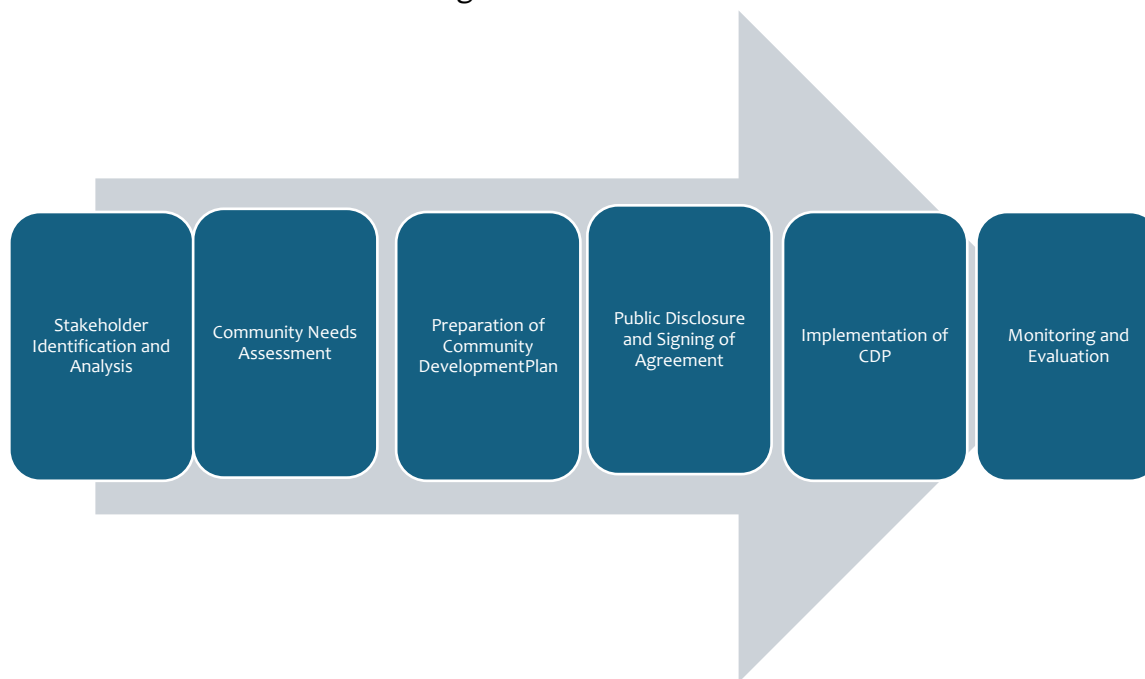 Stakeholder
Identification and
Analysis
Community Needs
Assessment
Preparation of
Community
DevelopmentPlan
Public Disclosure
and Signing of
Agreement
Implementation of
CDP
Monitoring and
Evaluation